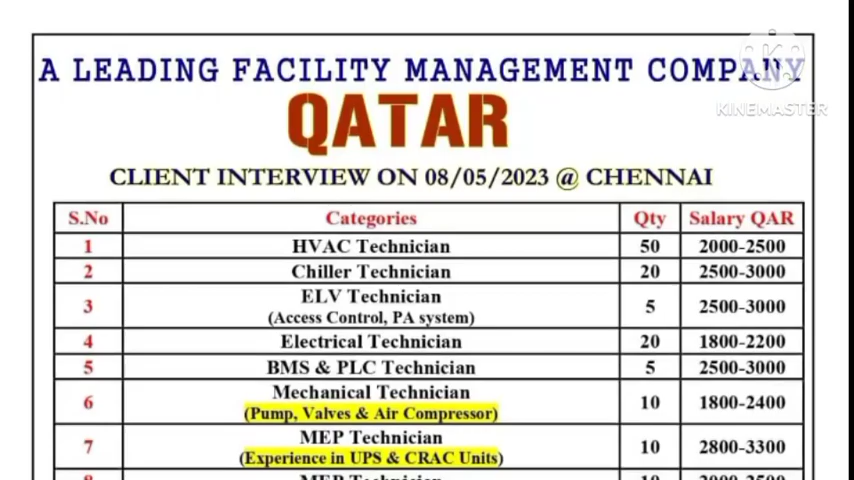 A LEADING FACILITY MANAGEMENT COMPANY
KINEMASTER
QATAR
CLIENT INTERVIEW ON 08/05/2023 @ CHENNAI
S.No Categories Qty Salary QAR
1 HVAC Technician 50 2000-2500
2 Chiller Technician 20 2500-3000
3 ELV Technician 5 2500-3000
(Access Control, PA system)
4 Electrical Technician 20 1800-2200
5 BMS & PLC Technician 5 2500-3000
6 Mechanical Technician 10 1800-2400
(Pump, Valves & Air Compressor)
7 MEP Technician 10 2800-3300
(Experience in UPS & CRAC Units)